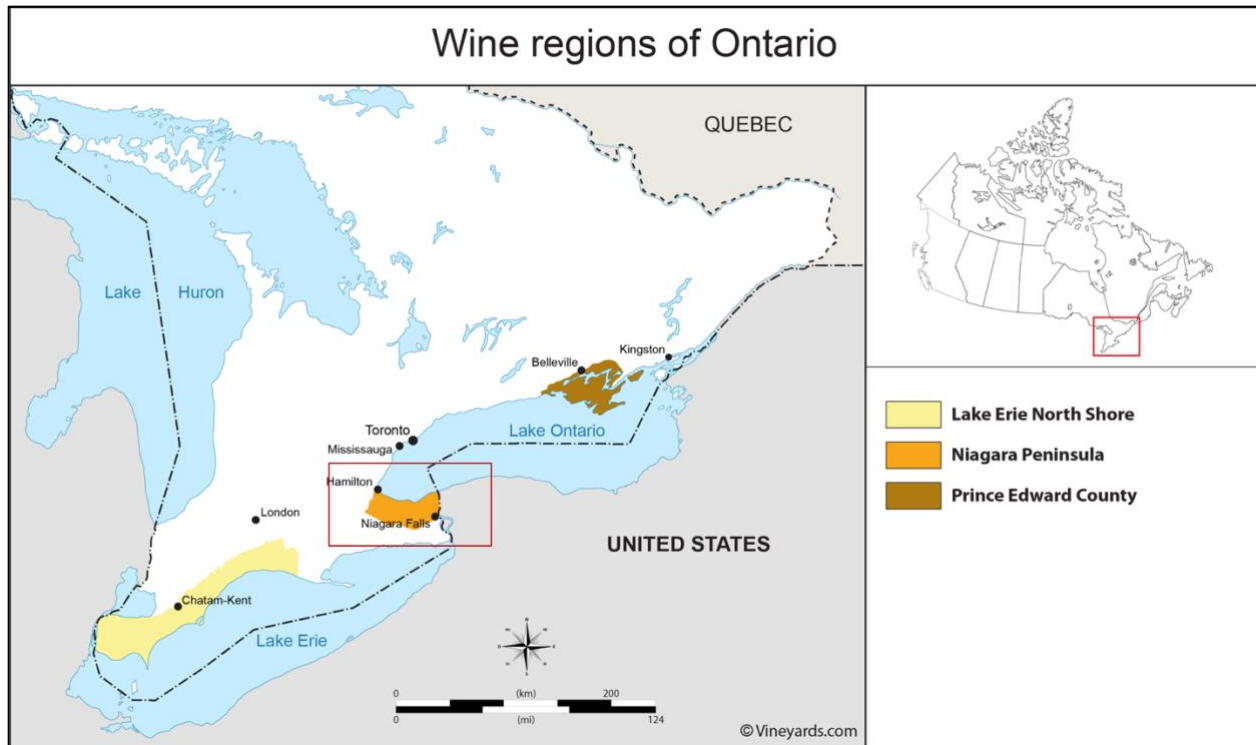 Wine regions of Ontario
QUEBEC
Lake Huron
Kingston
Belleville
Toronto
Lake Ontario
Mississauga
Hamilton
London
Niagara Falls
UNITED STATES
Chatam-Kent
Lake Erie
0 (km) 200
0 (mi) 124
© Vineyards.com
Lake Erie North Shore
Niagara Peninsula
Prince Edward County